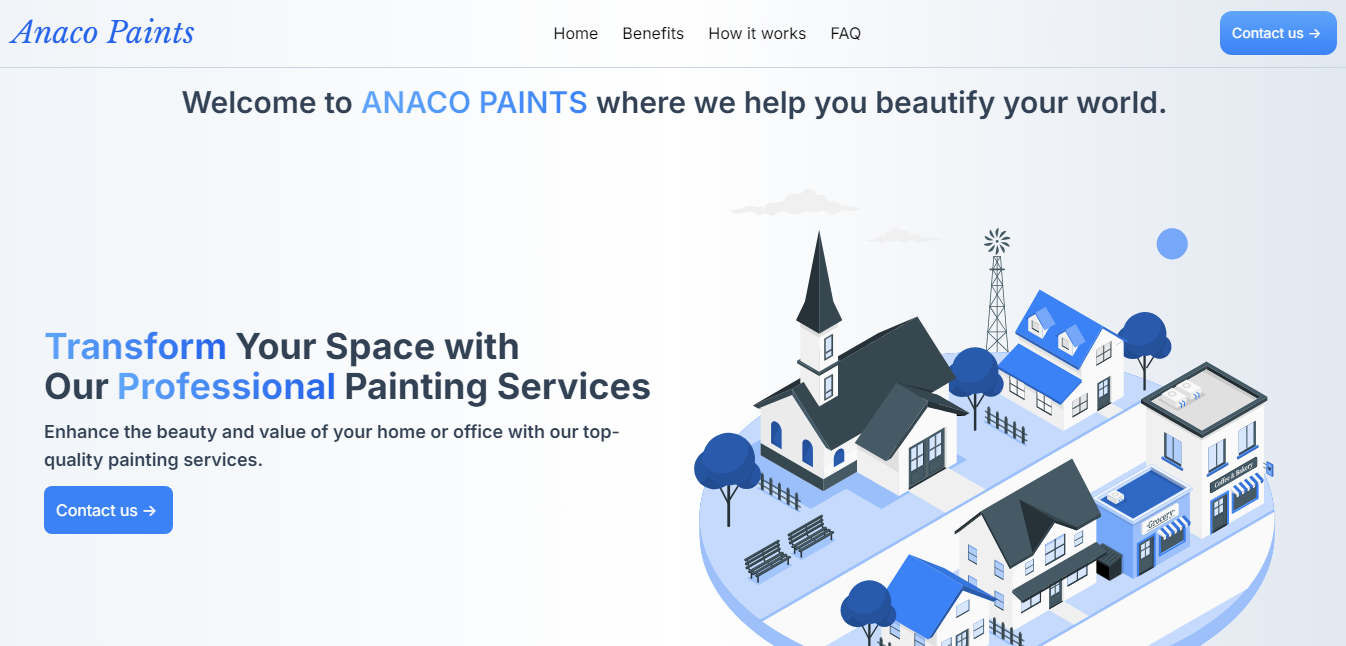 Anaco Paints
Home Benefits How it works FAQ
Contact us →
Welcome to ANACO PAINTS where we help you beautify your world.
Transform Your Space with
Our Professional Painting Services
Enhance the beauty and value of your home or office with our top-
quality painting services.
Contact us →
Coffee & Bakery
Grocery